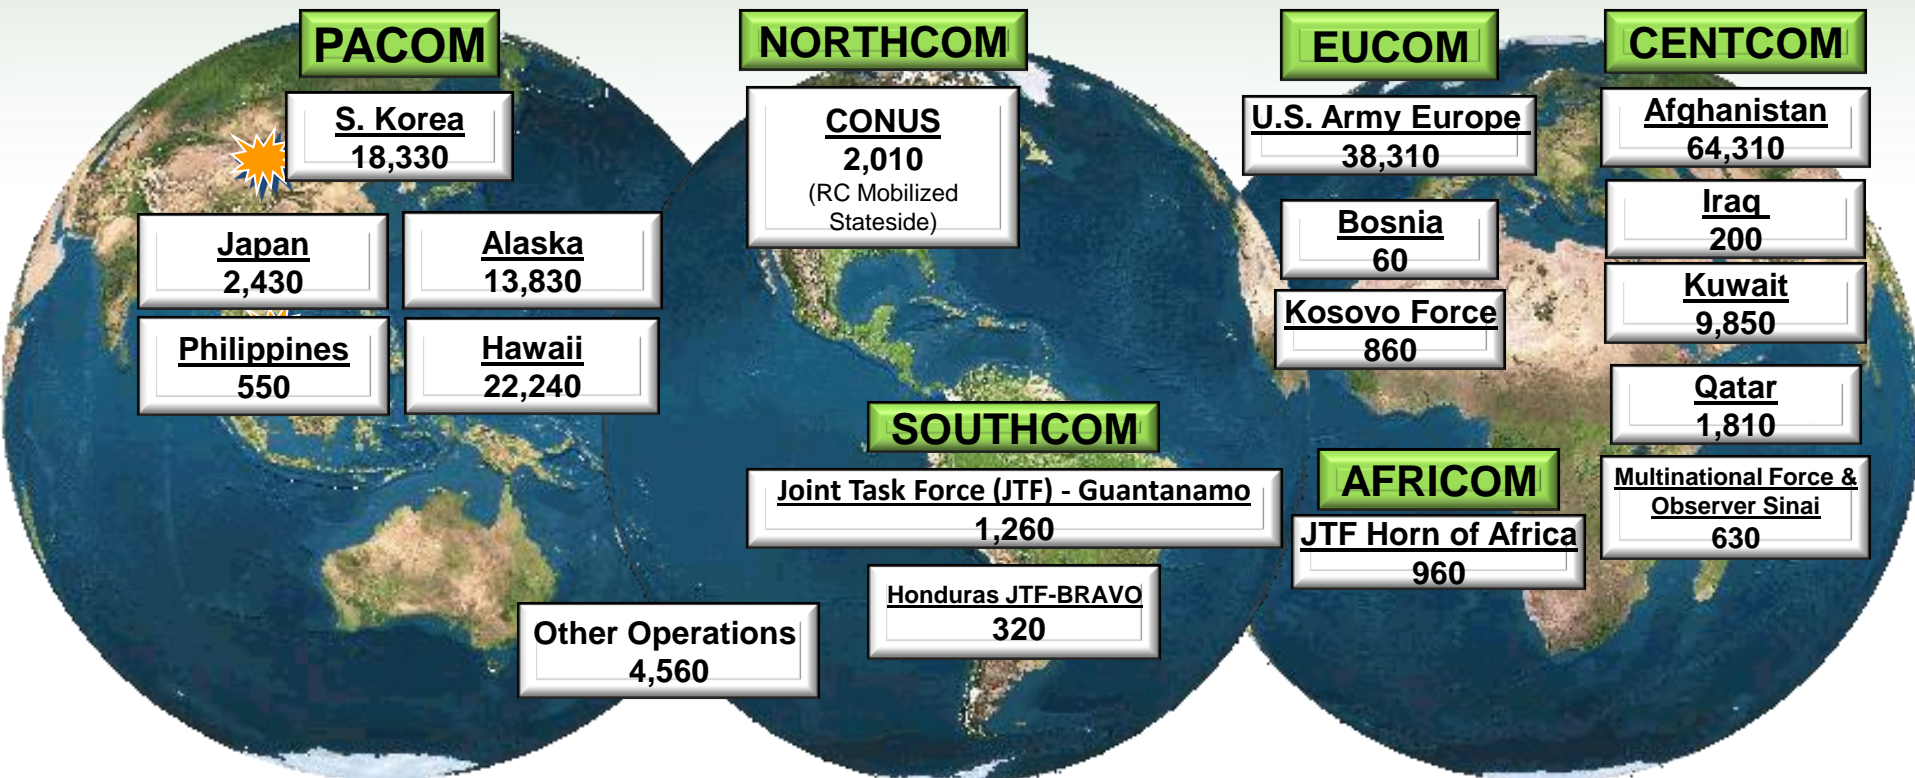 PACOM
S. Korea
18,330
Japan
2,430
Alaska
13,830
Philippines
550
Hawaii
22,240
NORTHCOM
CONUS
2,010
(RC Mobilized
Stateside)
SOUTHCOM
Joint Task Force (JTF) - Guantanamo
1,260
Honduras JTF-BRAVO
320
Other Operations
4,560
EUCOM
U.S. Army Europe
38,310
Bosnia
60
Kosovo Force
860
AFRICOM
JTF Horn of Africa
960
CENTCOM
Afghanistan
64,310
Iraq
200
Kuwait
9,850
Qatar
1,810
Multinational Force &
Observer Sinai
630